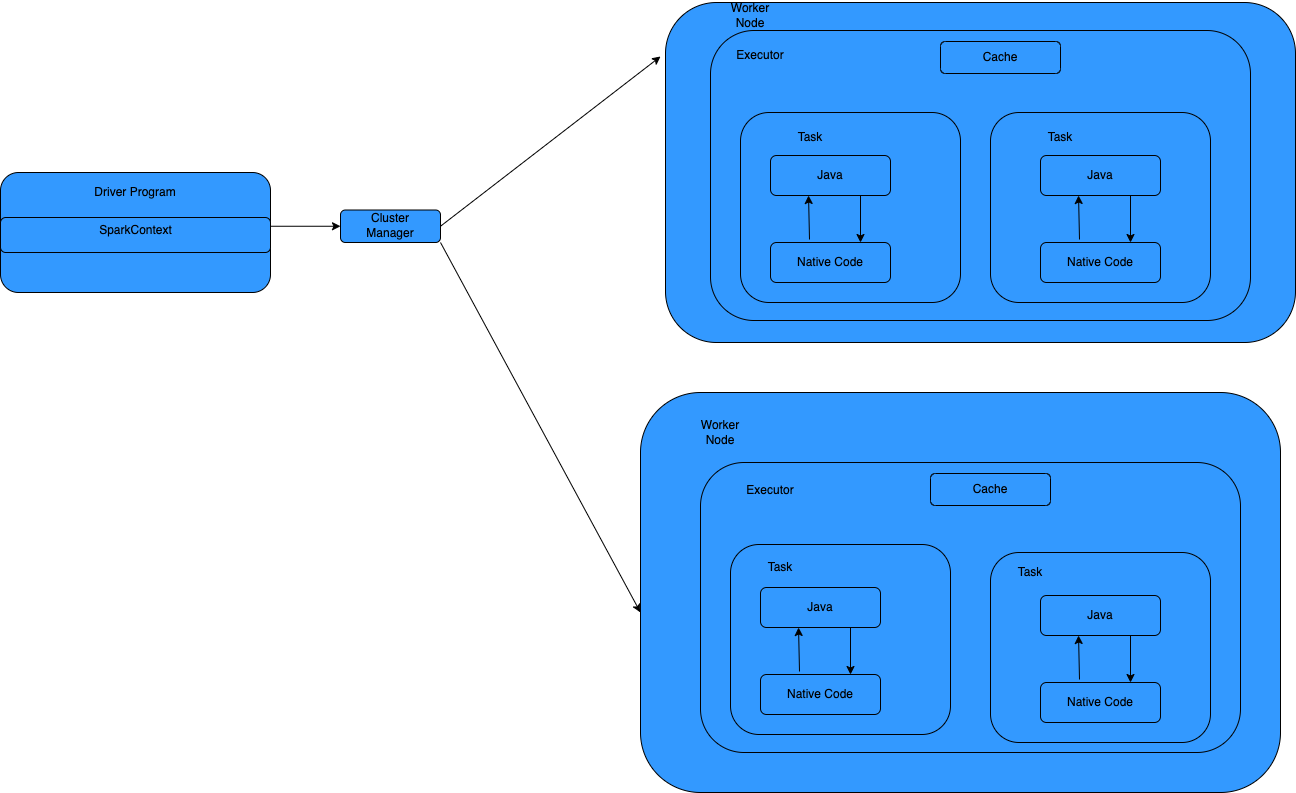 Driver Program
SparkContext
Cluster
Manager
Worker
Node
Executor
Cache
Task
Java
Native Code
Task
Java
Native Code
Worker
Node
Executor
Cache
Task
Java
Native Code
Task
Java
Native Code